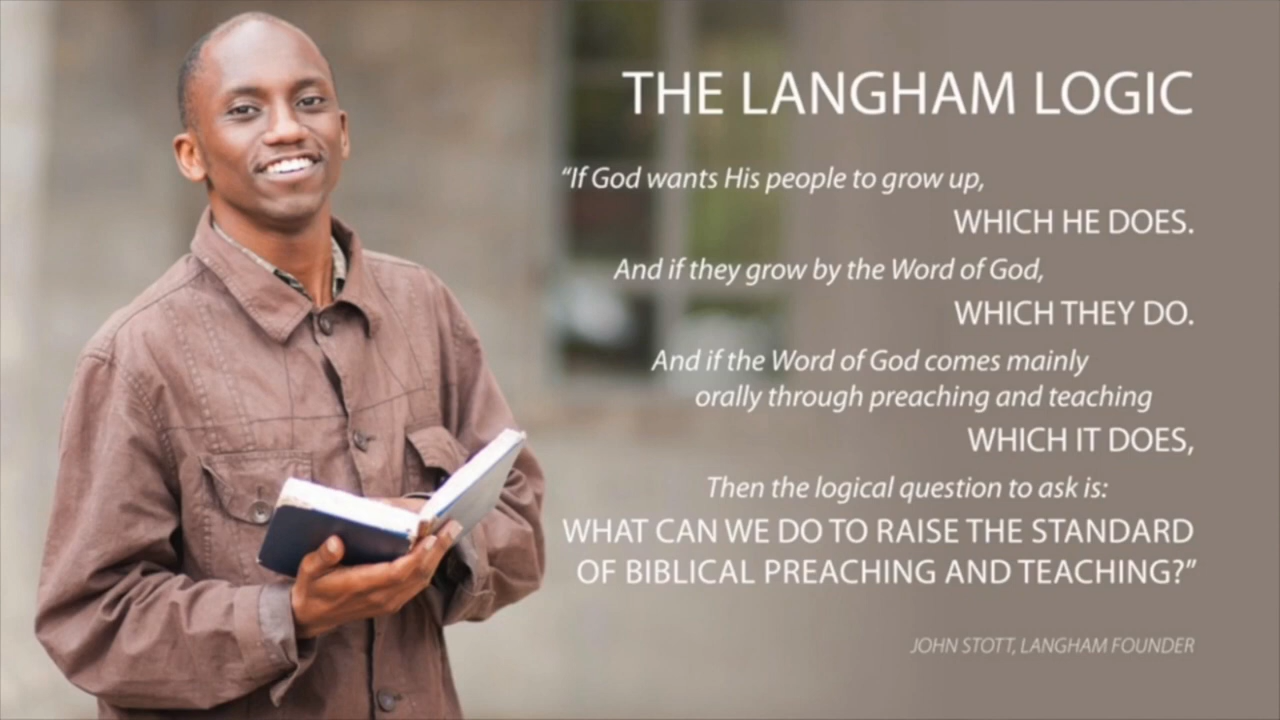 THE LANGHAM LOGIC
“If God wants His people to grow up,
WHICH HE DOES.
And if they grow by the Word of God,
WHICH THEY DO.
And if the Word of God comes mainly
orally through preaching and teaching
WHICH IT DOES,
Then the logical question to ask is:
WHAT CAN WE DO TO RAISE THE STANDARD
OF BIBLICAL PREACHING AND TEACHING?”
JOHN STOTT, LANGHAM FOUNDER